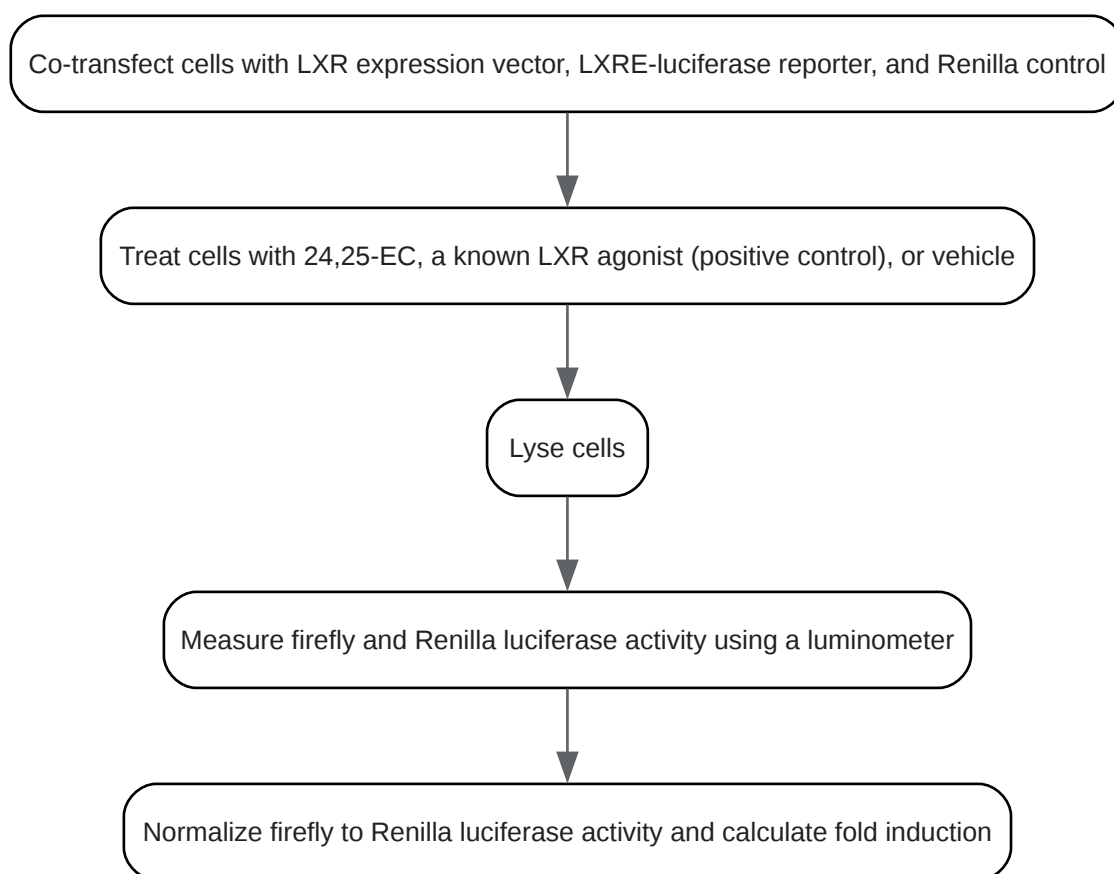 Co-transfect cells with LXR expression vector, LXRE-luciferase reporter, and Renilla control
Treat cells with 24,25-EC, a known LXR agonist (positive control), or vehicle
Lyse cells
Measure firefly and Renilla luciferase activity using a luminometer
Normalize firefly to Renilla luciferase activity and calculate fold induction